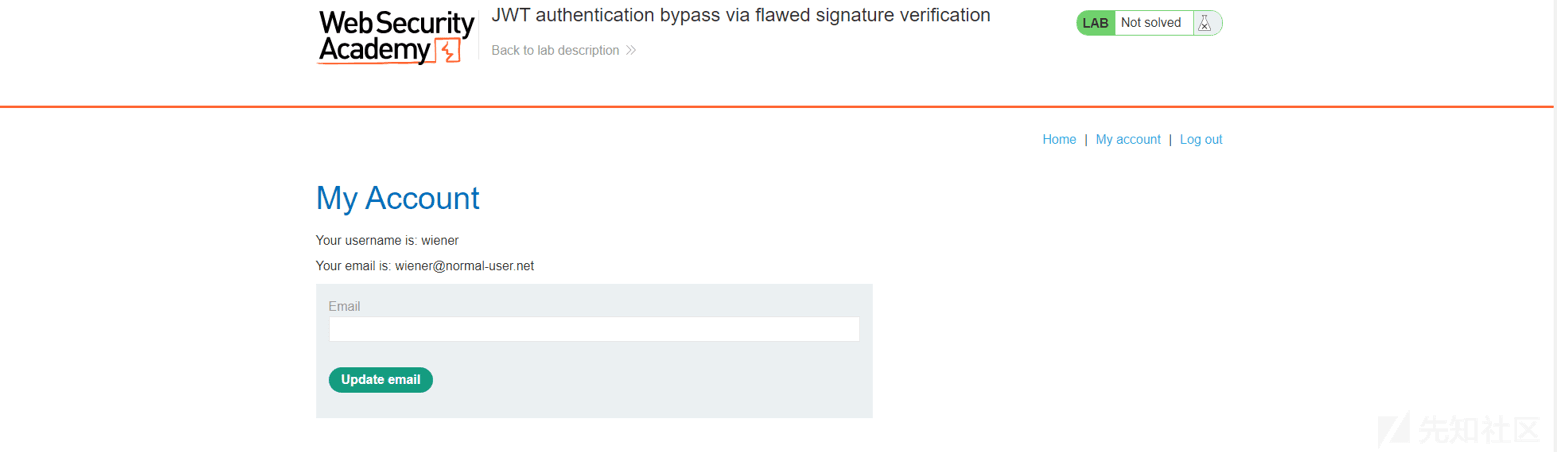 Web Security Academy
JWT authentication bypass via flawed signature verification
Back to lab description
LAB Not solved
Home | My account | Log out
My Account
Your username is: wiener
Your email is: wiener@normal-user.net
Email
Update email
先知社区